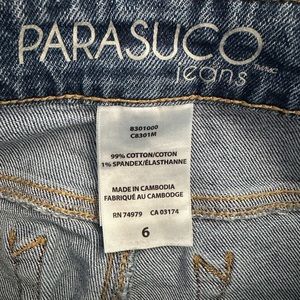 PARASUCO
jeans
B301000
CB301M
99% COTTON/COTON
1% SPANDEX/ÉLASTHANNE
MADE IN CAMBODIA
FABRIQUÉ AU CAMBODGE
RN 74979 CA 03174
6